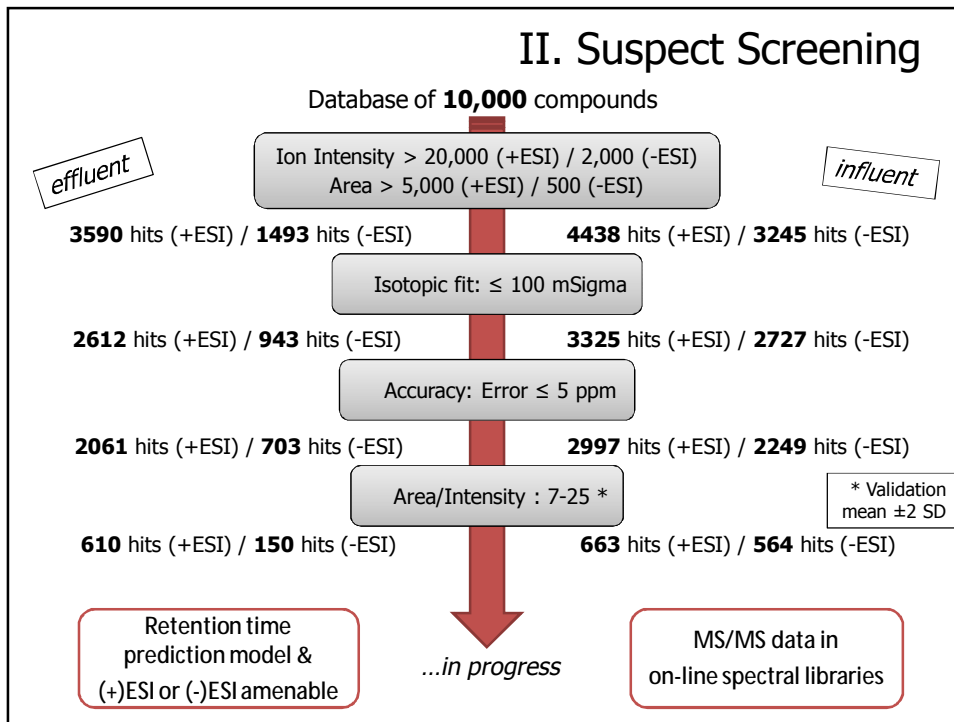 II. Suspect Screening
Database of 10,000 compounds
effluent
Ion Intensity > 20,000 (+ESI) / 2,000 (-ESI)
Area > 5,000 (+ESI) / 500 (-ESI)
influent
3590 hits (+ESI) / 1493 hits (-ESI)
4438 hits (+ESI) / 3245 hits (-ESI)
Isotopic fit: ≤ 100 mSigma
2612 hits (+ESI) / 943 hits (-ESI)
3325 hits (+ESI) / 2727 hits (-ESI)
Accuracy: Error ≤ 5 ppm
2061 hits (+ESI) / 703 hits (-ESI)
2997 hits (+ESI) / 2249 hits (-ESI)
Area/Intensity : 7-25 *
* Validation
mean ±2 SD
610 hits (+ESI) / 150 hits (-ESI)
663 hits (+ESI) / 564 hits (-ESI)
Retention time
prediction model &
(+)ESI or (-)ESI amenable
...in progress
MS/MS data in
on-line spectral libraries